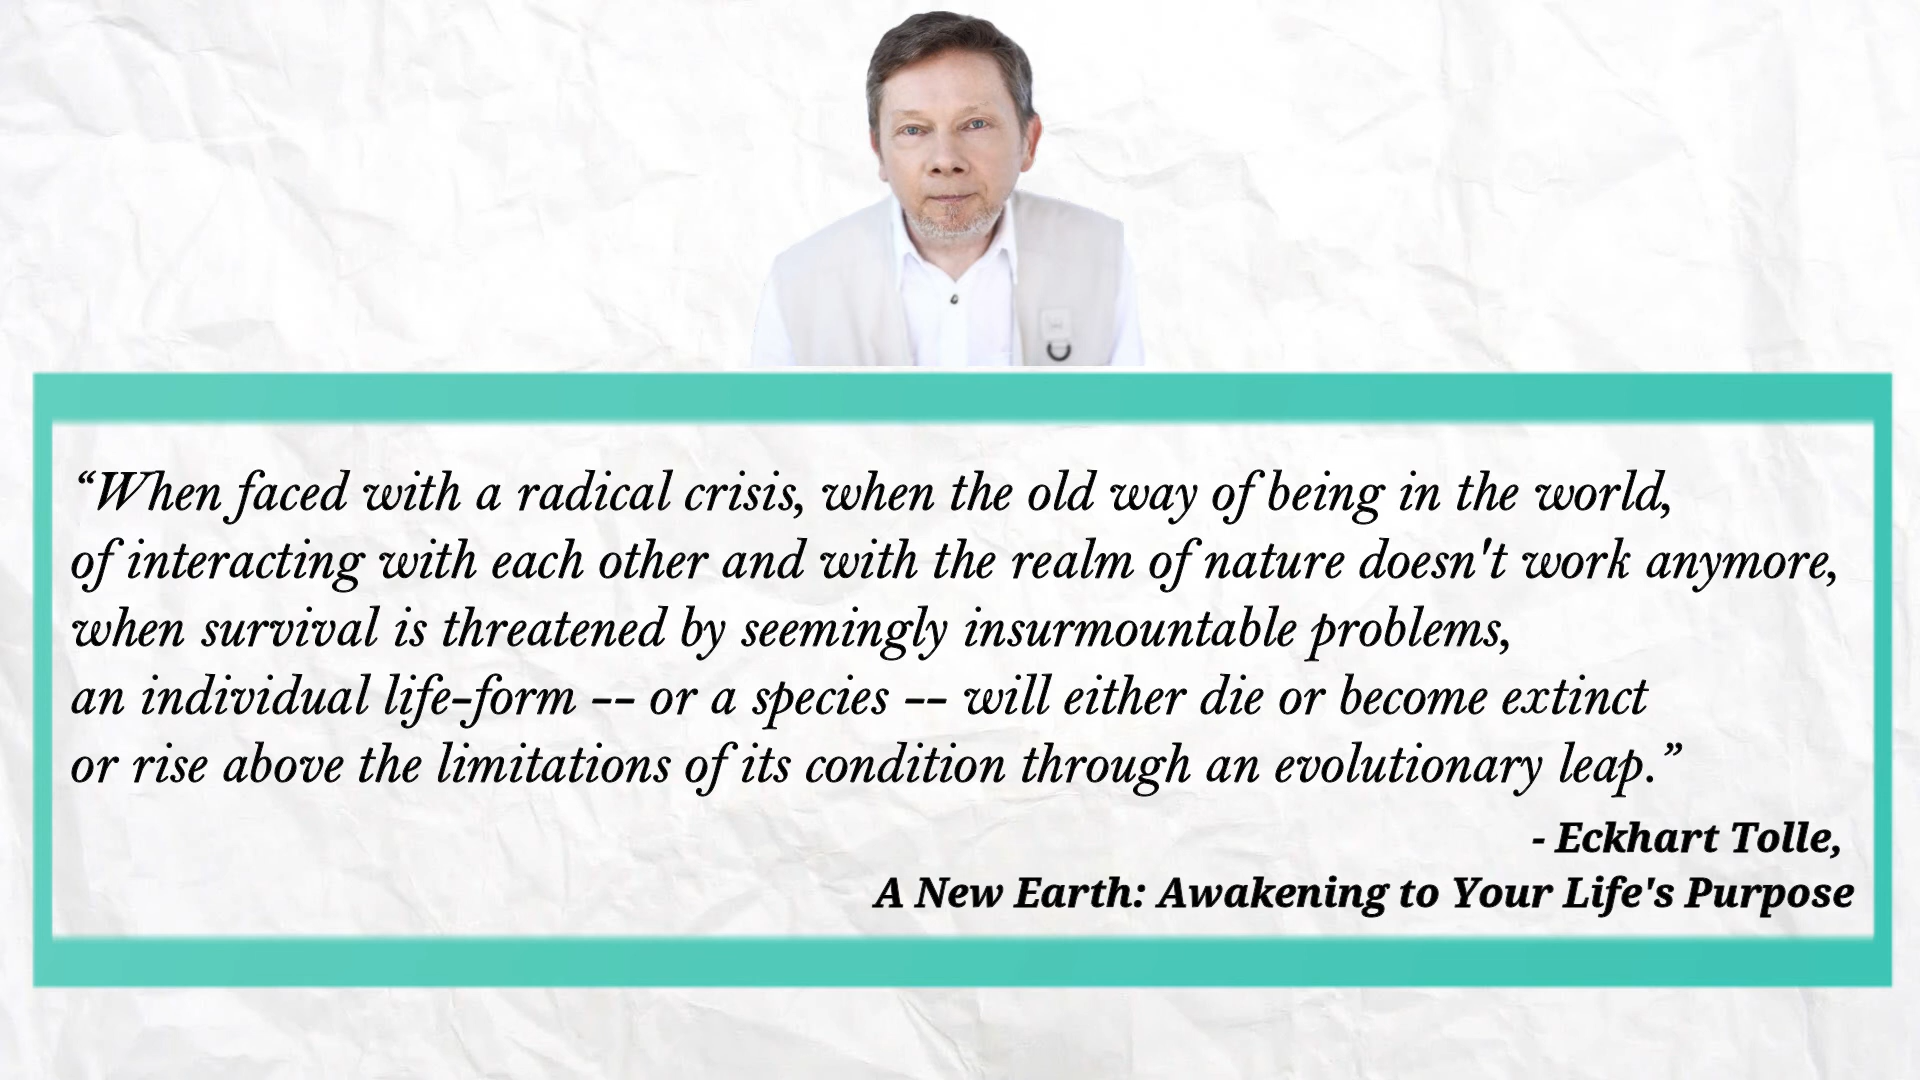 “When faced with a radical crisis, when the old way of being in the world,
of interacting with each other and with the realm of nature doesn't work anymore,
when survival is threatened by seemingly insurmountable problems,
an individual life-form -- or a species -- will either die or become extinct
or rise above the limitations of its condition through an evolutionary leap.”
- Eckhart Tolle,
A New Earth: Awakening to Your Life's Purpose